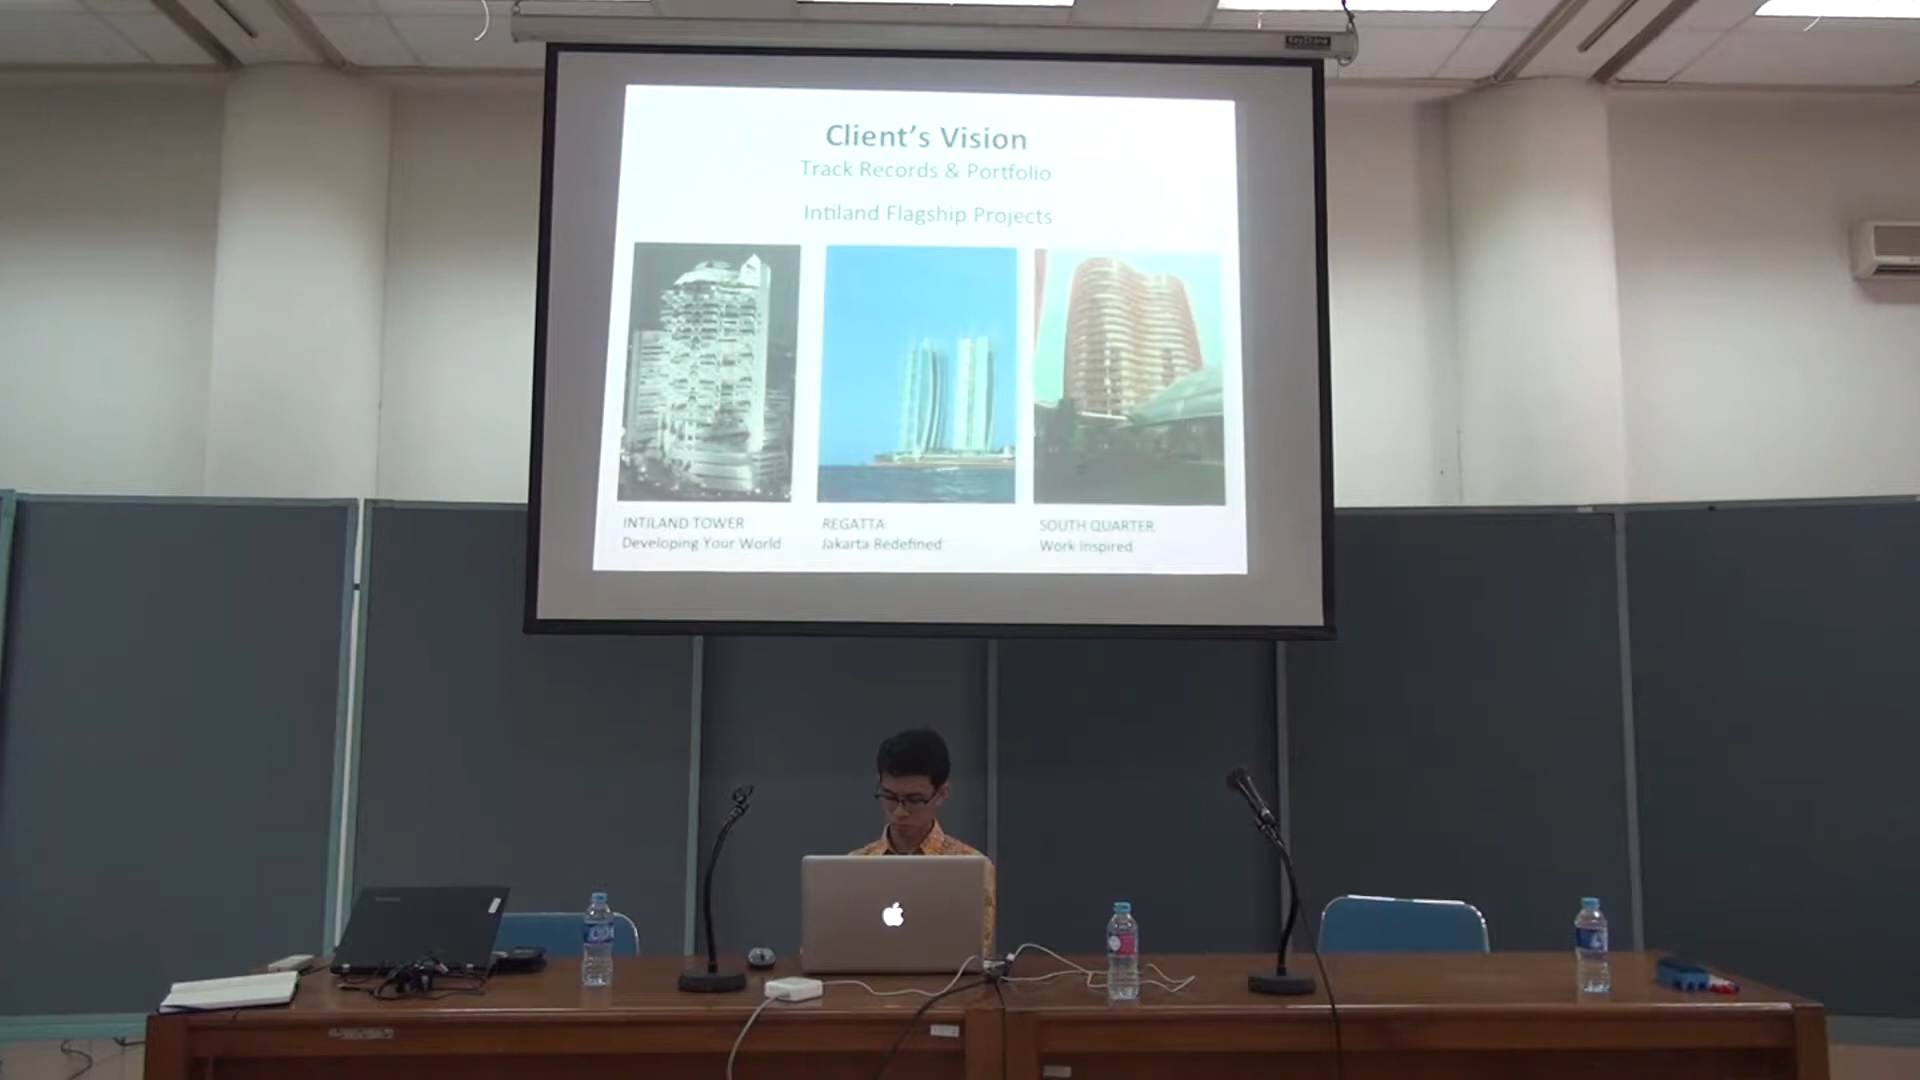 Client's Vision
Track Records & Portfolio
Intiland Flagship Projects
INTILAND TOWER
Developing Your World
REGATTA
Jakarta Redefined
SOUTH QUARTER
Work Inspired